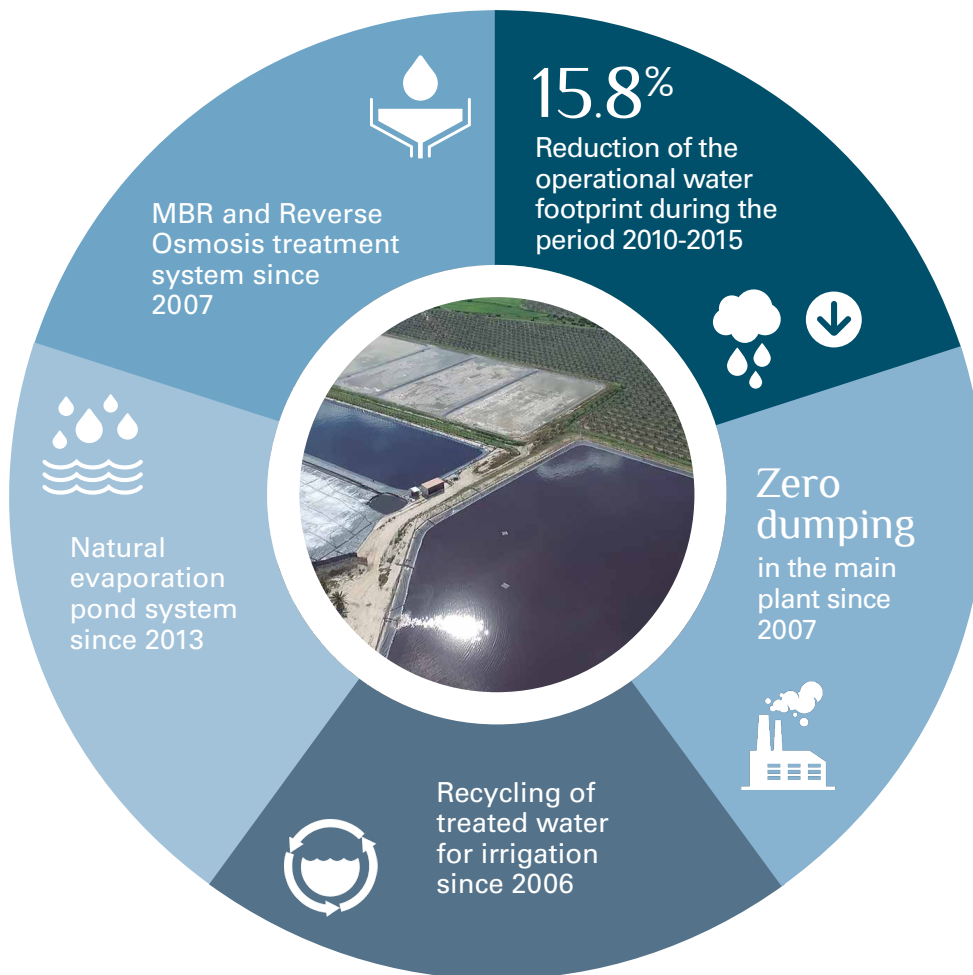 15.8%
Reduction of the
operational water
footprint during the
period 2010-2015
Zero
dumping
in the main
plant since
2007
Recycling of
treated water
for irrigation
since 2006
Natural
evaporation
pond system
since 2013
MBR and Reverse
Osmosis treatment
system since
2007